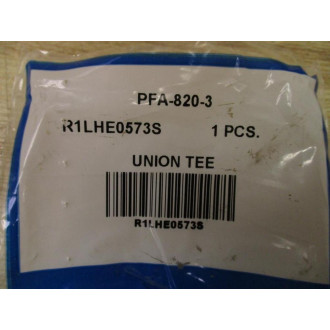 PFA-820-3
R1LHE0573S 1 PCS.
UNION TEE
R1LHE0573S